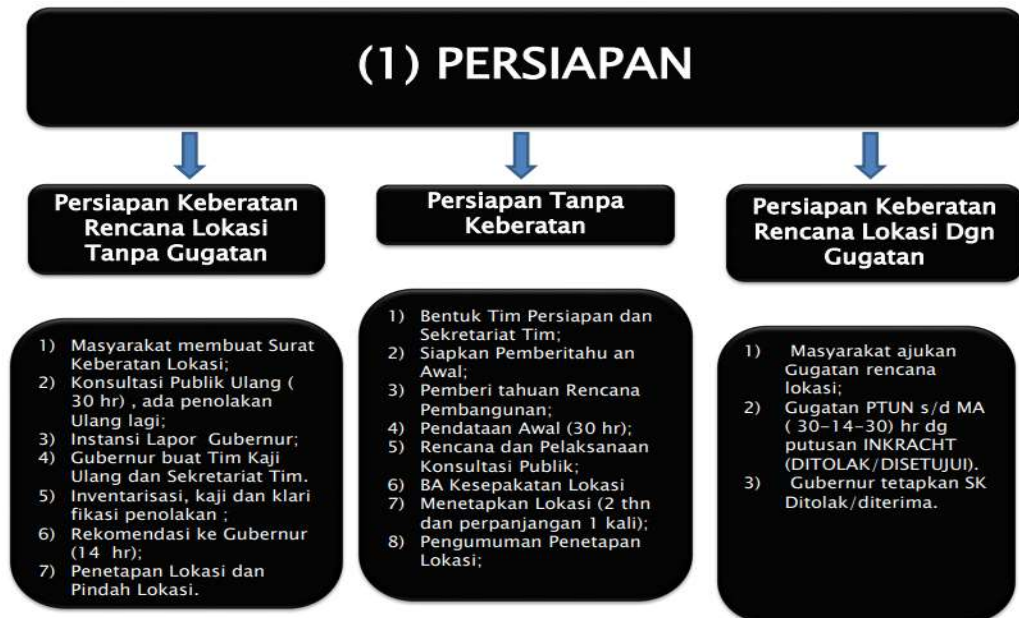 (1) PERSIAPAN
Persiapan Keberatan
Rencana Lokasi
Tanpa Gugatan
1) Masyarakat membuat Surat
Keberatan Lokasi;
2) Konsultasi Publik Ulang (
30 hr) , ada penolakan
Ulang lagi;
3) Instansi Lapor Gubernur;
4) Gubernur buat Tim Kaji
Ulang dan Sekretariat Tim.
5) Inventarisasi, kaji dan klari
fikasi penolakan ;
6) Rekomendasi ke Gubernur
(14 hr);
7) Penetapan Lokasi dan
Pindah Lokasi.
Persiapan Tanpa
Keberatan
1) Bentuk Tim Persiapan dan
Sekretariat Tim;
2) Siapkan Pemberitahu an
Awal;
3) Pemberi tahuan Rencana
Pembangunan;
4) Pendataan Awal (30 hr);
5) Rencana dan Pelaksanaan
Konsultasi Publik;
6) BA Kesepakatan Lokasi
7) Menetapkan Lokasi (2 thn
dan perpanjangan 1 kali);
8) Pengumuman Penetapan
Lokasi;
Persiapan Keberatan
Rencana Lokasi Dgn
Gugatan
1) Masyarakat ajukan
Gugatan rencana
lokasi;
2) Gugatan PTUN s/d MA
( 30-14-30) hr dg
putusan INKRACHT
(DITOLAK/DISETUJUI).
3) Gubernur tetapkan SK
Ditolak/diterima.